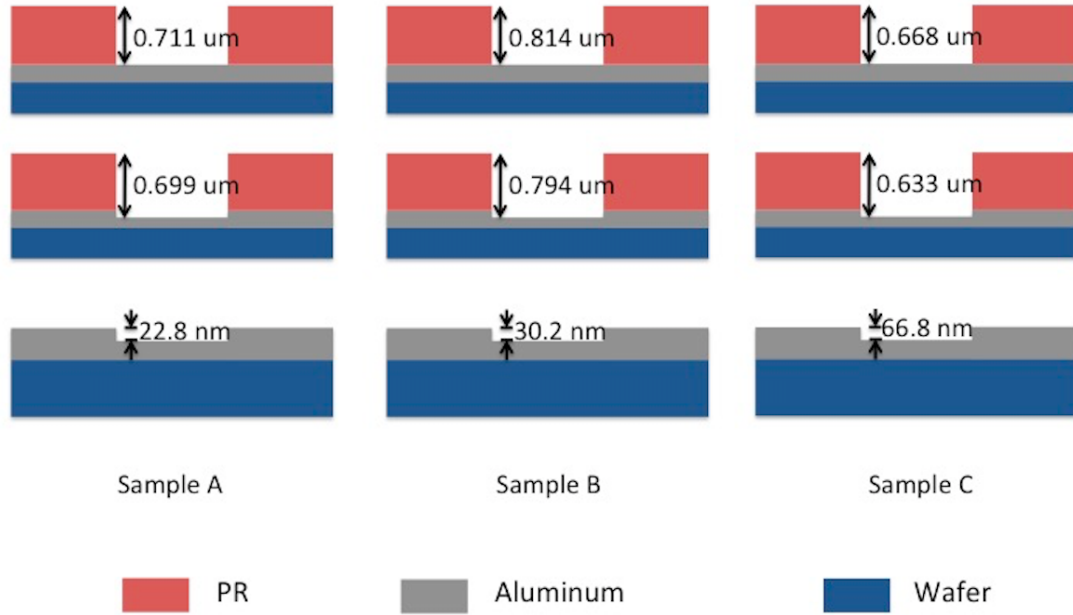 0.711 um 0.814 um 0.668 um
0.699 um 0.794 um 0.633 um
22.8 nm 30.2 nm 66.8 nm
Sample A Sample B Sample C
PR Aluminum Wafer